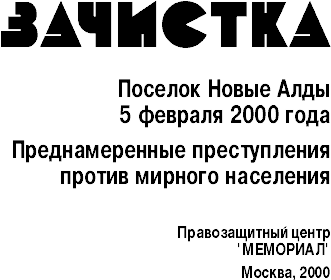 ЗАЧИСТКА
Поселок Новые Алды
5 февраля 2000 года
Преднамеренные преступления
против мирного населения
Правозащитный центр
'МЕМОРИАЛ'
Москва, 2000